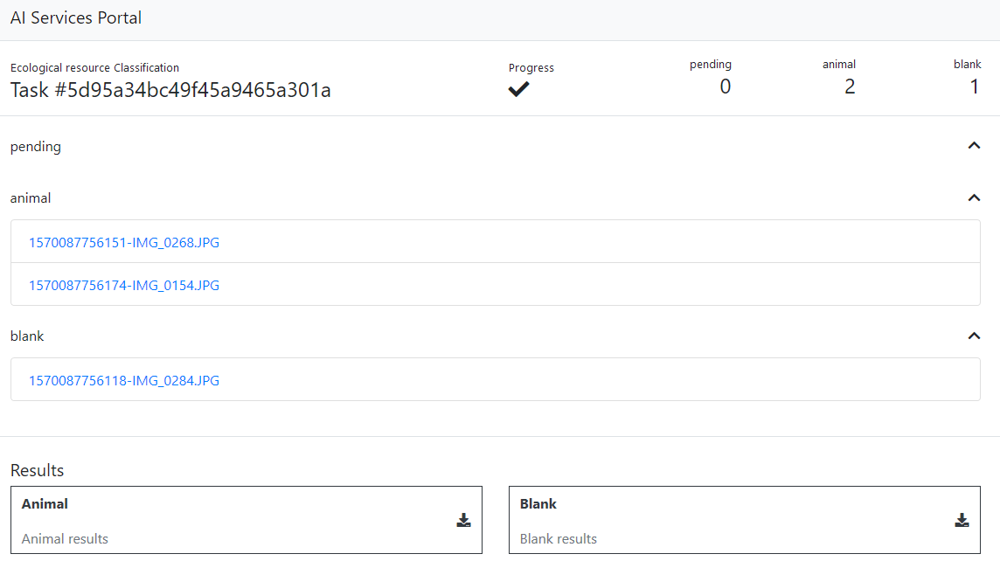 AI Services Portal
Ecological resource Classification
Task #5d95a34bc49f45a9465a301a
Progress
pending
0
animal
2
blank
1
pending
animal
1570087756151-IMG_0268.JPG
1570087756174-IMG_0154.JPG
blank
1570087756118-IMG_0284.JPG
Results
Animal
Animal results
Blank
Blank results